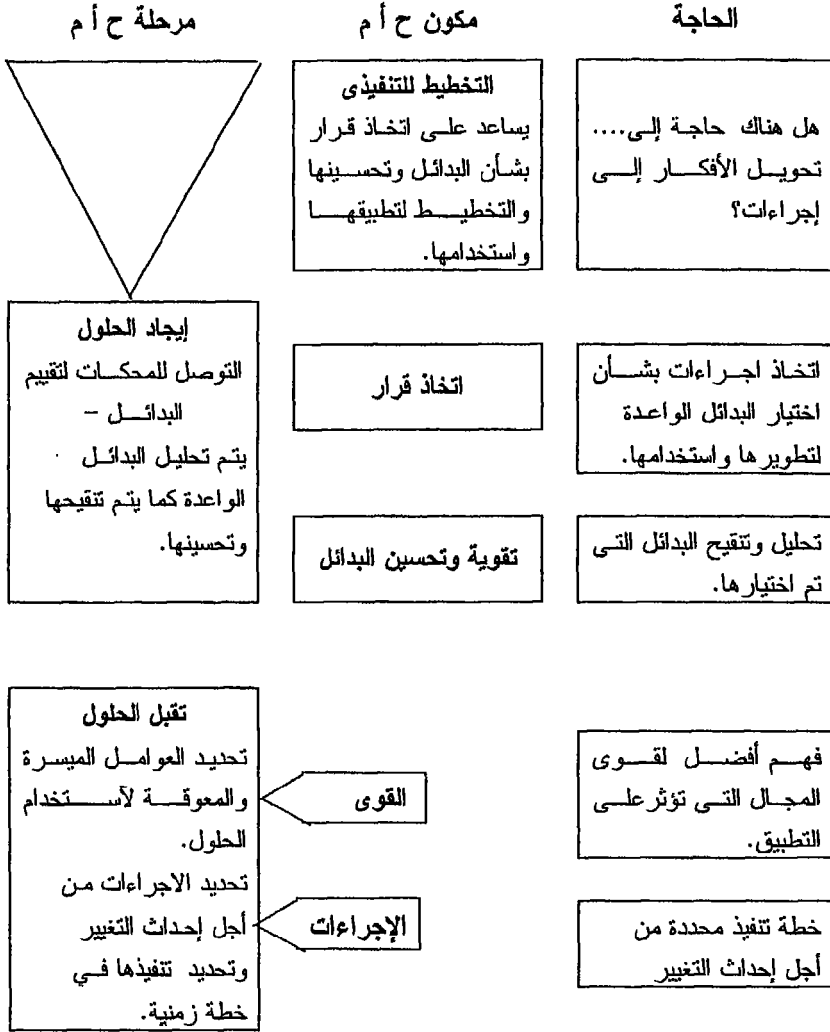 الحاجة
مكون ح أ م
مرحلة ح أ م
هل هناك حاجة إلى....
تحويل الأفكار إلى
إجراءات؟
التخطيط للتنفيذى
يساعد على اتخاذ قرار
بشأن البدائل وتحسينها
والتخطيط لتطبيقها
واستخدامها.
اتخاذ اجراءات بشأن
اختيار البدائل الواعدة
لتطويرها واستخدامها.
اتخاذ قرار
إيجاد الحلول
التوصل للمحكات لتقييم
البدائل –
يتم تحليل البدائل
الواعدة كما يتم تنقيحها
وتحسينها.
تحليل وتنقيح البدائل التى
تم اختيارها.
تقوية وتحسين البدائل
فهم أفضل لقوى
المجال التى تؤثر على
التطبيق.
القوى
تقبل الحلول
تحديد العوامل الميسرة
والمعوقة لآستخدام
الحلول.
تحديد الاجراءات من
أجل إحداث التغيير
وتحديد تنفيذها في
خطة زمنية.
خطة تنفيذ محددة من
أجل إحداث التغيير
الإجراءات